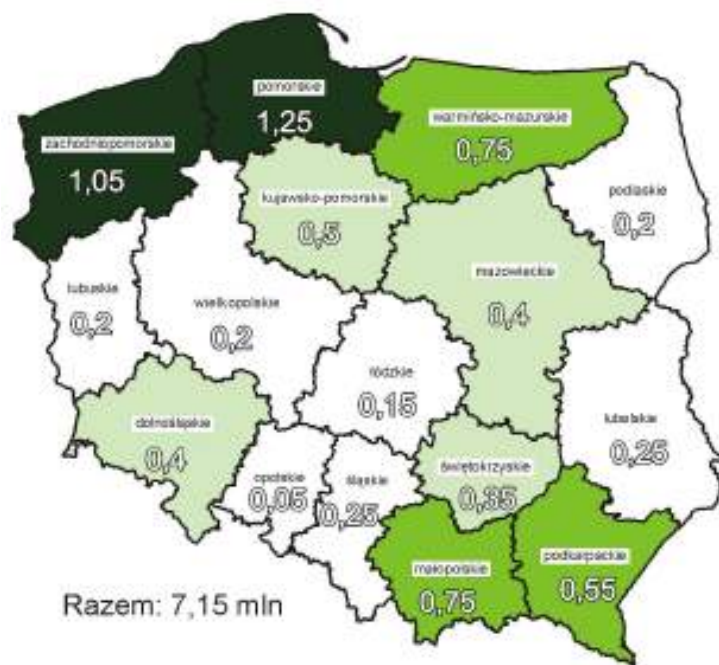 pomorskie
1,25
zachodniopomorskie
1,05
warmińsko-mazurskie
0,75
podlaskie
0,2
kujawsko-pomorskie
0,5
mazowieckie
0,4
lubuskie
0,2
wielkopolskie
0,2
łódzkie
0,15
lubelskie
0,25
dolnośląskie
0,4
opolskie
0,05
śląskie
0,25
świętokrzyskie
0,35
małopolskie
0,75
podkarpackie
0,55
Razem: 7,15 mln